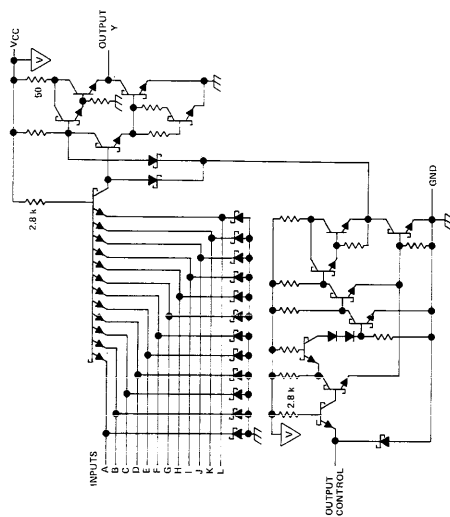 VCC
V
50
OUTPUT
Y
2.8 k
INPUTS
A
B
C
D
E
F
G
H
I
J
K
L
GND
2.8 k
V
OUTPUT
CONTROL